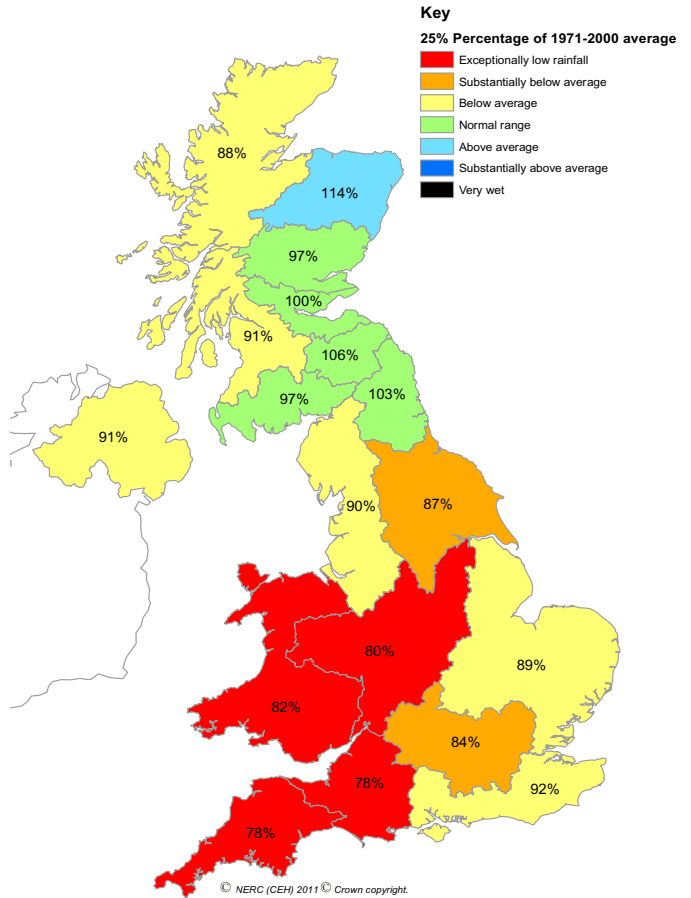 Key
25% Percentage of 1971-2000 average
Exceptionally low rainfall
Substantially below average
Below average
Normal range
Above average
Substantially above average
Very wet
88%
114%
97%
100%
91%
106%
97%
103%
91%
90%
87%
80%
89%
82%
84%
78%
92%
78%
© NERC (CEH) 2011 © Crown copyright.